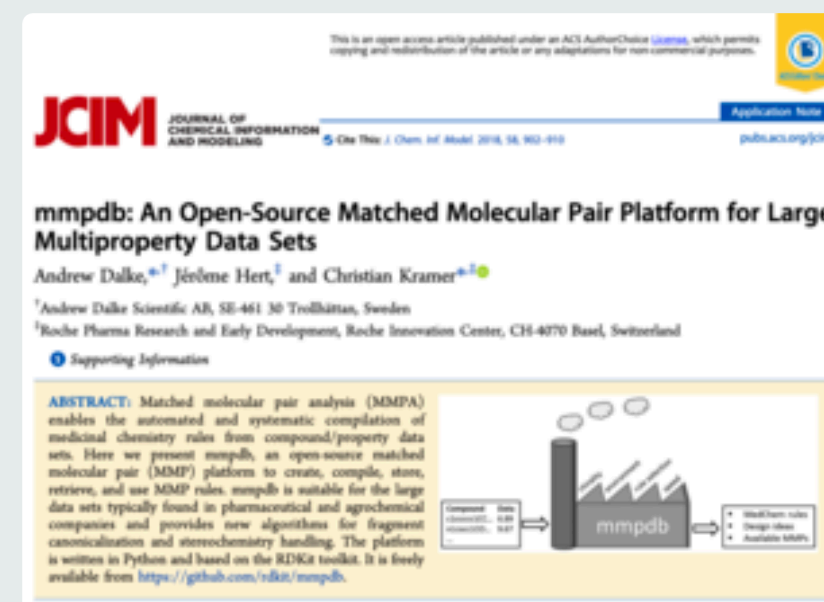 This is an open access article published under an ACS AuthorChoice License, which permits
copying and redistribution of the article or any adaptations for non-commercial purposes.
JCIM
JOURNAL OF
CHEMICAL INFORMATION
AND MODELING
Cite This: J. Chem. Inf. Model. 2018, 58, 902–910
Application Note
pubs.acs.org/jcim
mmpdb: An Open-Source Matched Molecular Pair Platform for Large
Multiproperty Data Sets
Andrew Dalke,*,† Jérôme Hert,‡ and Christian Kramer*,‡
†Andrew Dalke Scientific AB, SE-461 30 Trollhättan, Sweden
‡Roche Pharma Research and Early Development, Roche Innovation Center, CH-4070 Basel, Switzerland
Supporting Information
ABSTRACT: Matched molecular pair analysis (MMPA)
enables the automated and systematic compilation of
medicinal chemistry rules from compound/property data
sets. Here we present mmpdb, an open-source matched
molecular pair (MMP) platform to create, compile, store,
retrieve, and use MMP rules. mmpdb is suitable for the large
data sets typically found in pharmaceutical and agrochemical
companies and provides new algorithms for fragment
canonicalization and stereochemistry handling. The platform
is written in Python and based on the RDKit toolkit. It is freely
available from https://github.com/rdkit/mmpdb.
Compound Data
mmpdb
• MedChem rules
• Design ideas
• Available MMPs